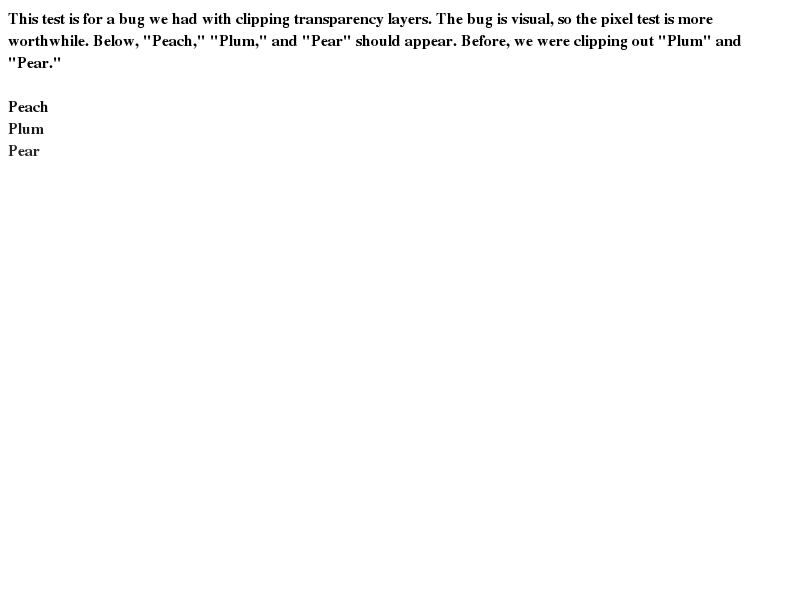 This test is for a bug we had with clipping transparency layers. The bug is visual, so the pixel test is more
worthwhile. Below, "Peach," "Plum," and "Pear" should appear. Before, we were clipping out "Plum" and
"Pear."
Peach
Plum
Pear